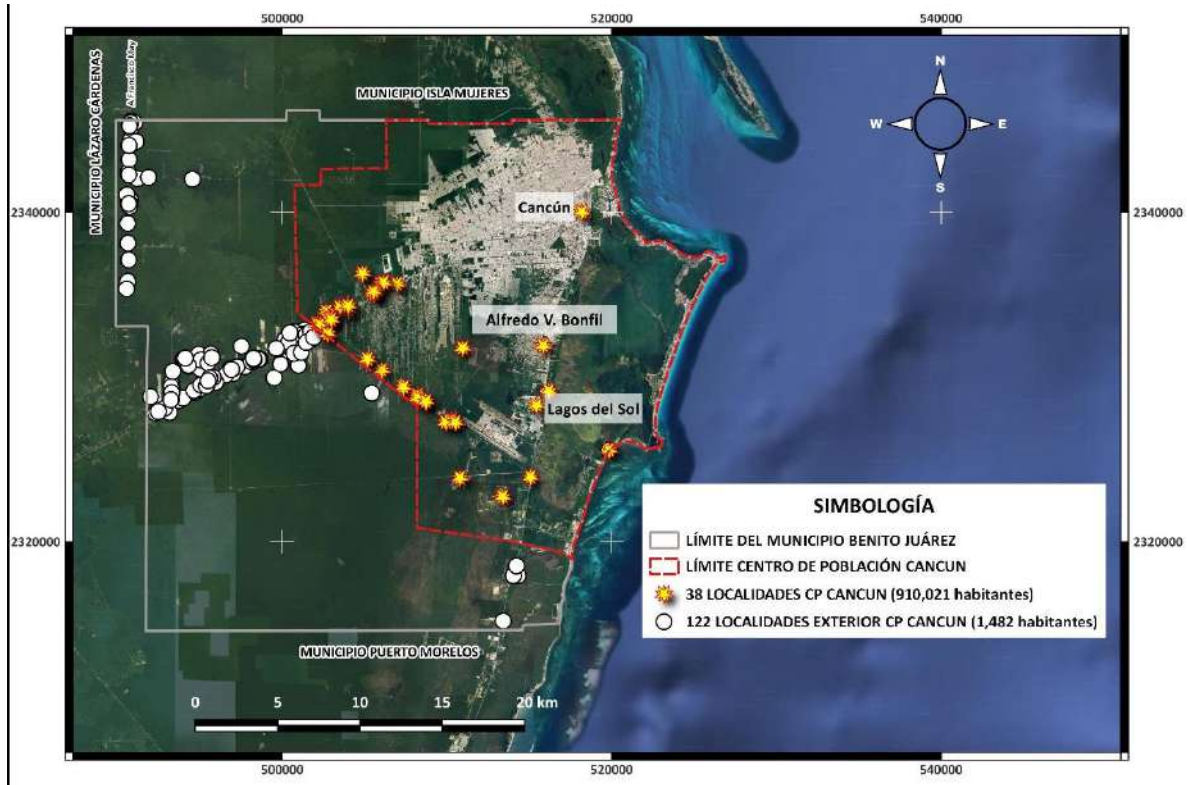 500000
520000
540000
A Francisco May
MUNICIPIO LÁZARO CÁRDENAS
MUNICIPIO ISLA MUJERES
N
W
E
S
2340000
2340000
Cancún
Alfredo V. Bonfil
Lagos del Sol
SIMBOLOGÍA
LÍMITE DEL MUNICIPIO BENITO JUÁREZ
2320000
2320000
LÍMITE CENTRO DE POBLACIÓN CANCUN
38 LOCALIDADES CP CANCUN (910,021 habitantes)
122 LOCALIDADES EXTERIOR CP CANCUN (1,482 habitantes)
MUNICIPIO PUERTO MORELOS
0 5 10 15 20 km
500000
520000
540000